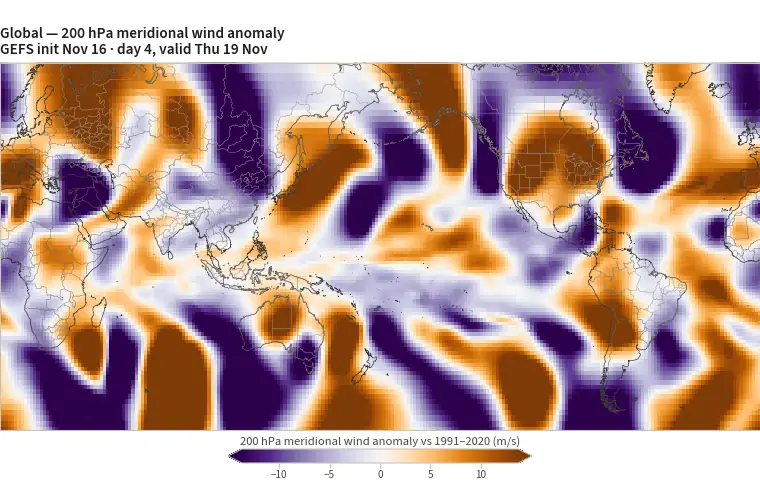 Global — 200 hPa meridional wind anomaly
GEFS init Nov 16 · day 4, valid Thu 19 Nov
200 hPa meridional wind anomaly vs 1991–2020 (m/s)
−10 −5 0 5 10